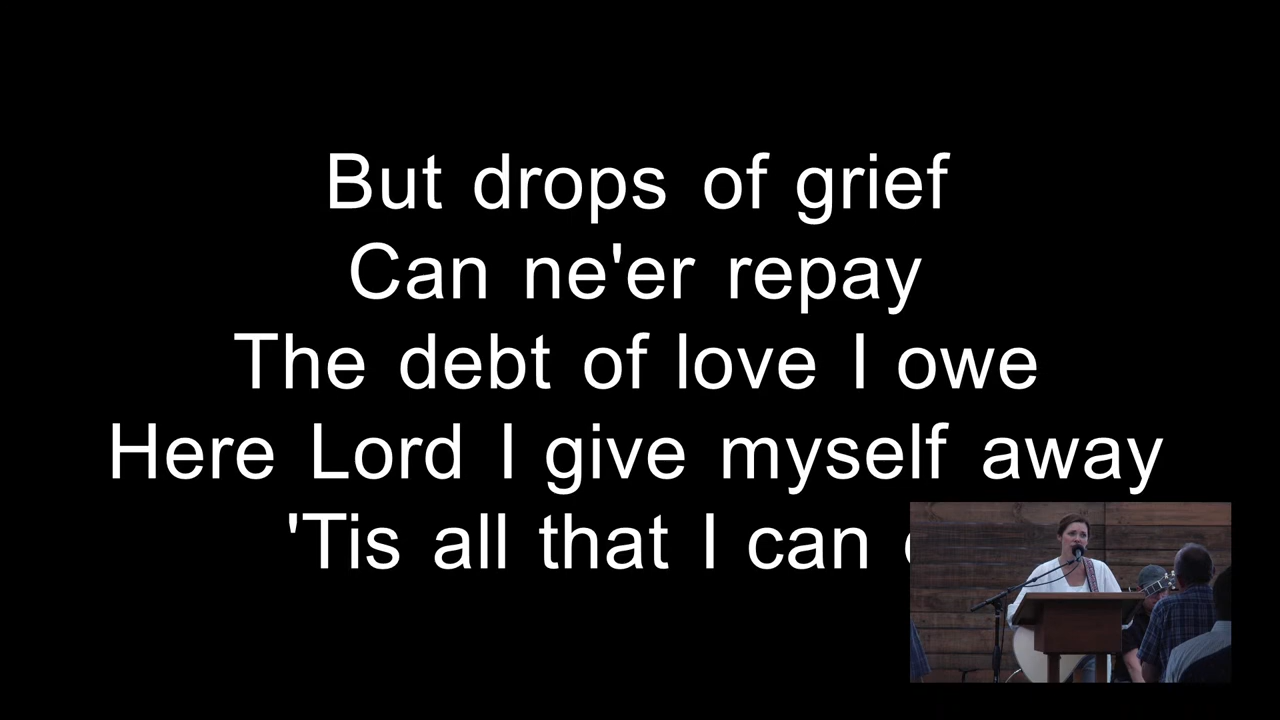 But drops of grief
Can ne'er repay
The debt of love I owe
Here Lord I give myself away
'Tis all that I can